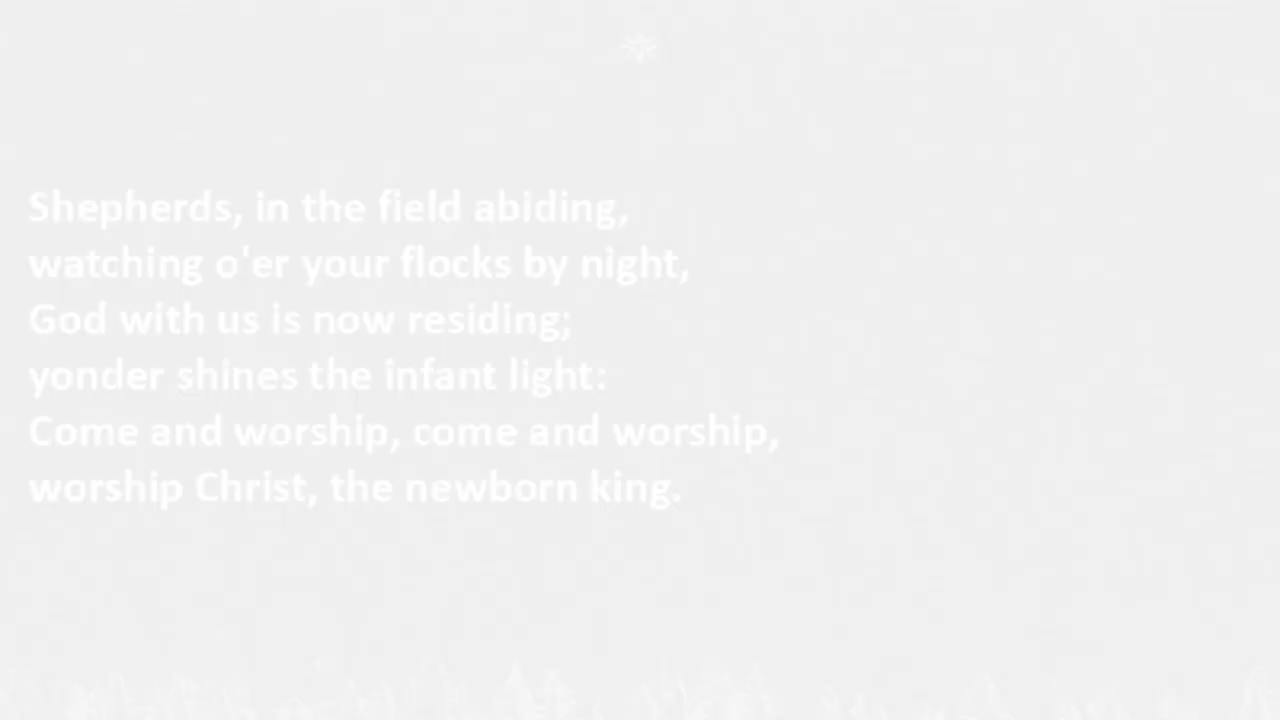 Shepherds, in the field abiding,
watching o'er your flocks by night,
God with us is now residing;
yonder shines the infant light:
Come and worship, come and worship,
worship Christ, the newborn king.